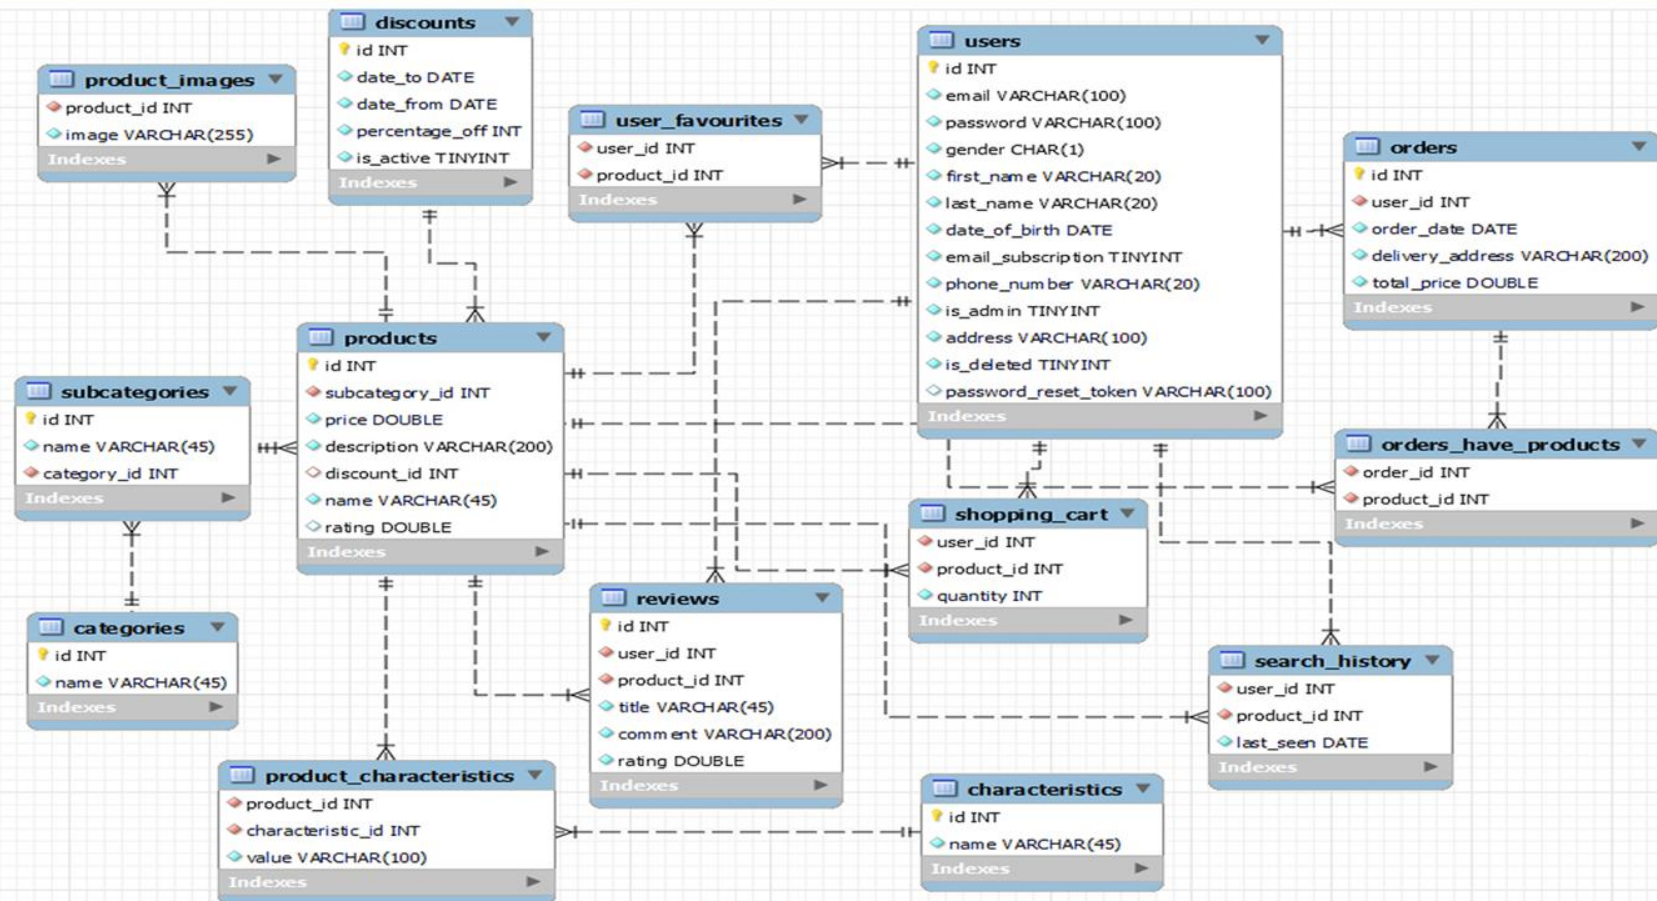 discounts
id INT
date_to DATE
date_from DATE
percentage_off INT
is_active TINYINT
Indexes
product_images
product_id INT
image VARCHAR(255)
Indexes
user_favourites
user_id INT
product_id INT
Indexes
users
id INT
email VARCHAR(100)
password VARCHAR(100)
gender CHAR(1)
first_name VARCHAR(20)
last_name VARCHAR(20)
date_of_birth DATE
email_subscription TINYINT
phone_number VARCHAR(20)
is_admin TINYINT
address VARCHAR(100)
is_deleted TINYINT
password_reset_token VARCHAR(100)
Indexes
orders
id INT
user_id INT
order_date DATE
delivery_address VARCHAR(200)
total_price DOUBLE
Indexes
products
id INT
subcategory_id INT
price DOUBLE
description VARCHAR(200)
discount_id INT
name VARCHAR(45)
rating DOUBLE
Indexes
subcategories
id INT
name VARCHAR(45)
category_id INT
Indexes
orders_have_products
order_id INT
product_id INT
Indexes
shopping_cart
user_id INT
product_id INT
quantity INT
Indexes
categories
id INT
name VARCHAR(45)
Indexes
reviews
id INT
user_id INT
product_id INT
title VARCHAR(45)
comment VARCHAR(200)
rating DOUBLE
Indexes
search_history
user_id INT
product_id INT
last_seen DATE
Indexes
product_characteristics
product_id INT
characteristic_id INT
value VARCHAR(100)
Indexes
characteristics
id INT
name VARCHAR(45)
Indexes